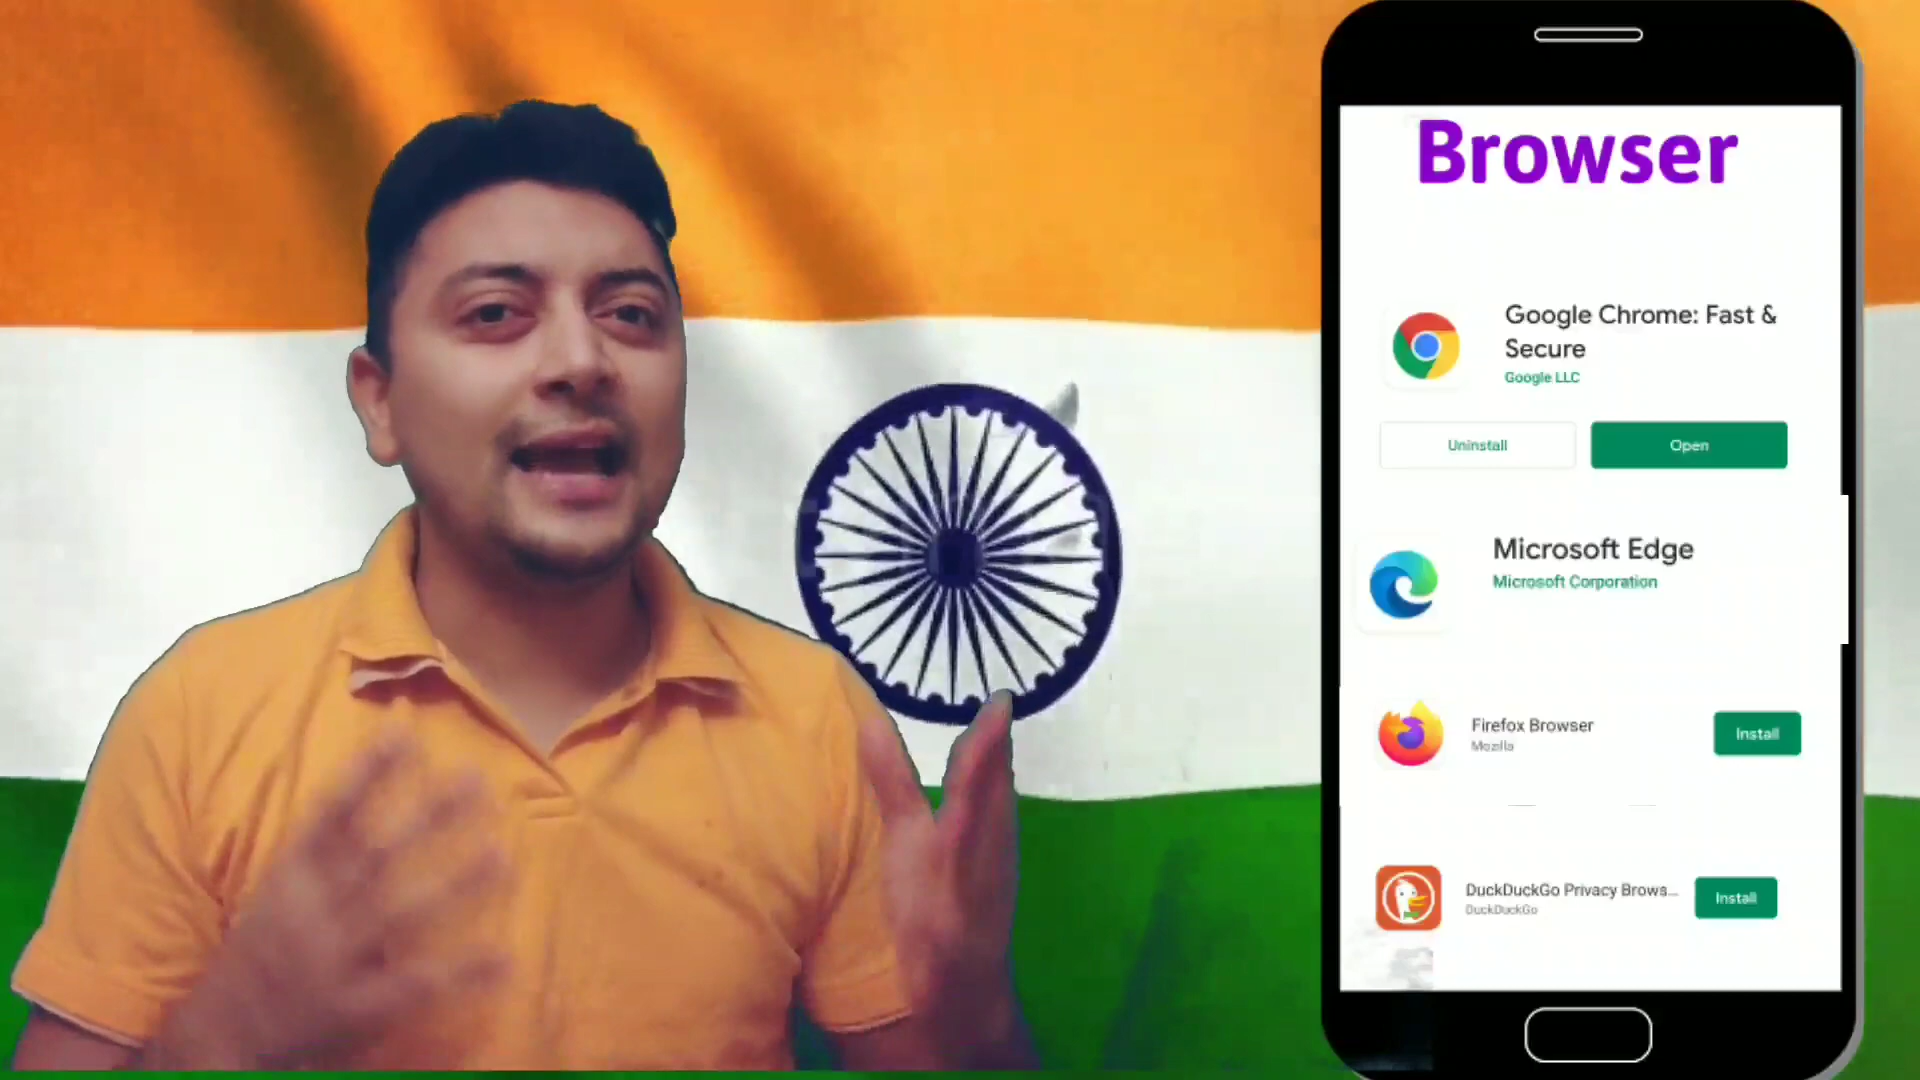 Browser
Google Chrome: Fast &
Secure
Google LLC
Uninstall
Open
Microsoft Edge
Microsoft Corporation
Firefox Browser
Mozilla
Install
DuckDuckGo Privacy Brows...
DuckDuckGo
Install